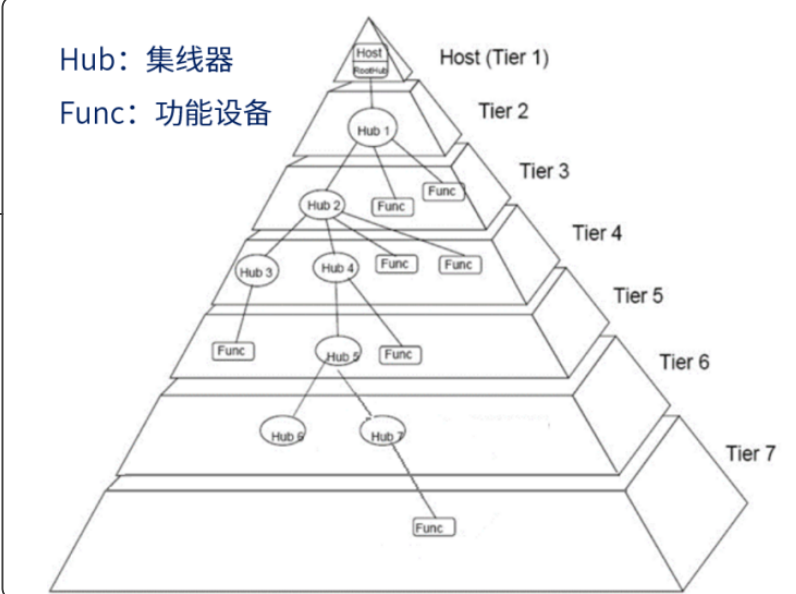 Hub：集线器
Func：功能设备
Host
RootHub
Host (Tier 1)
Hub 1
Tier 2
Hub 2
Func
Func
Tier 3
Hub 3
Hub 4
Func
Func
Tier 4
Func
Hub 5
Func
Tier 5
Hub 6
Hub 7
Tier 6
Func
Tier 7